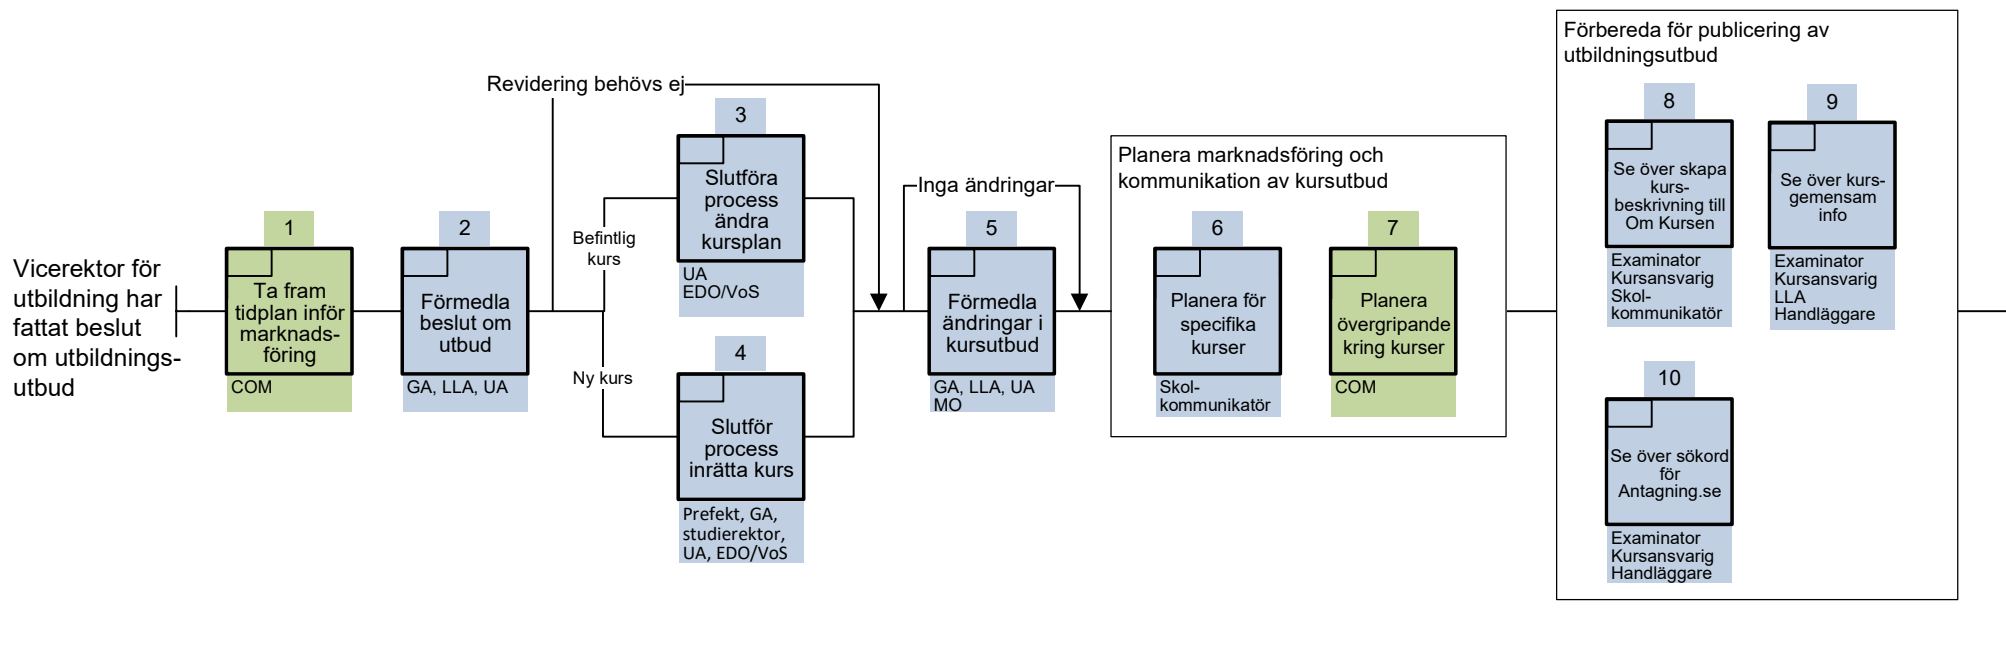 Vicerektor för
utbildning har
fattat beslut
om utbildnings-
utbud
1
Ta fram
tidplan inför
marknads-
föring
COM
2
Förmedla
beslut om
utbud
GA, LLA, UA
Revidering behövs ej
Befintlig
kurs
Ny kurs
3
Slutföra
process
ändra
kursplan
UA
EDO/VoS
4
Slutför
process
inrätta kurs
Prefekt, GA,
studierektor,
UA, EDO/VoS
Inga ändringar
5
Förmedla
ändringar i
kursutbud
GA, LLA, UA
MO
Planera marknadsföring och
kommunikation av kursutbud
6
Planera för
specifika
kurser
Skol-
kommunikatör
7
Planera
övergripande
kring kurser
COM
Förbereda för publicering av
utbildningsutbud
8
Se över skapa
kurs-
beskrivning till
Om Kursen
Examinator
Kursansvarig
Skol-
kommunikatör
9
Se över kurs-
gemensam
info
Examinator
Kursansvarig
LLA
Handläggare
10
Se över sökord
för
Antagning.se
Examinator
Kursansvarig
Handläggare